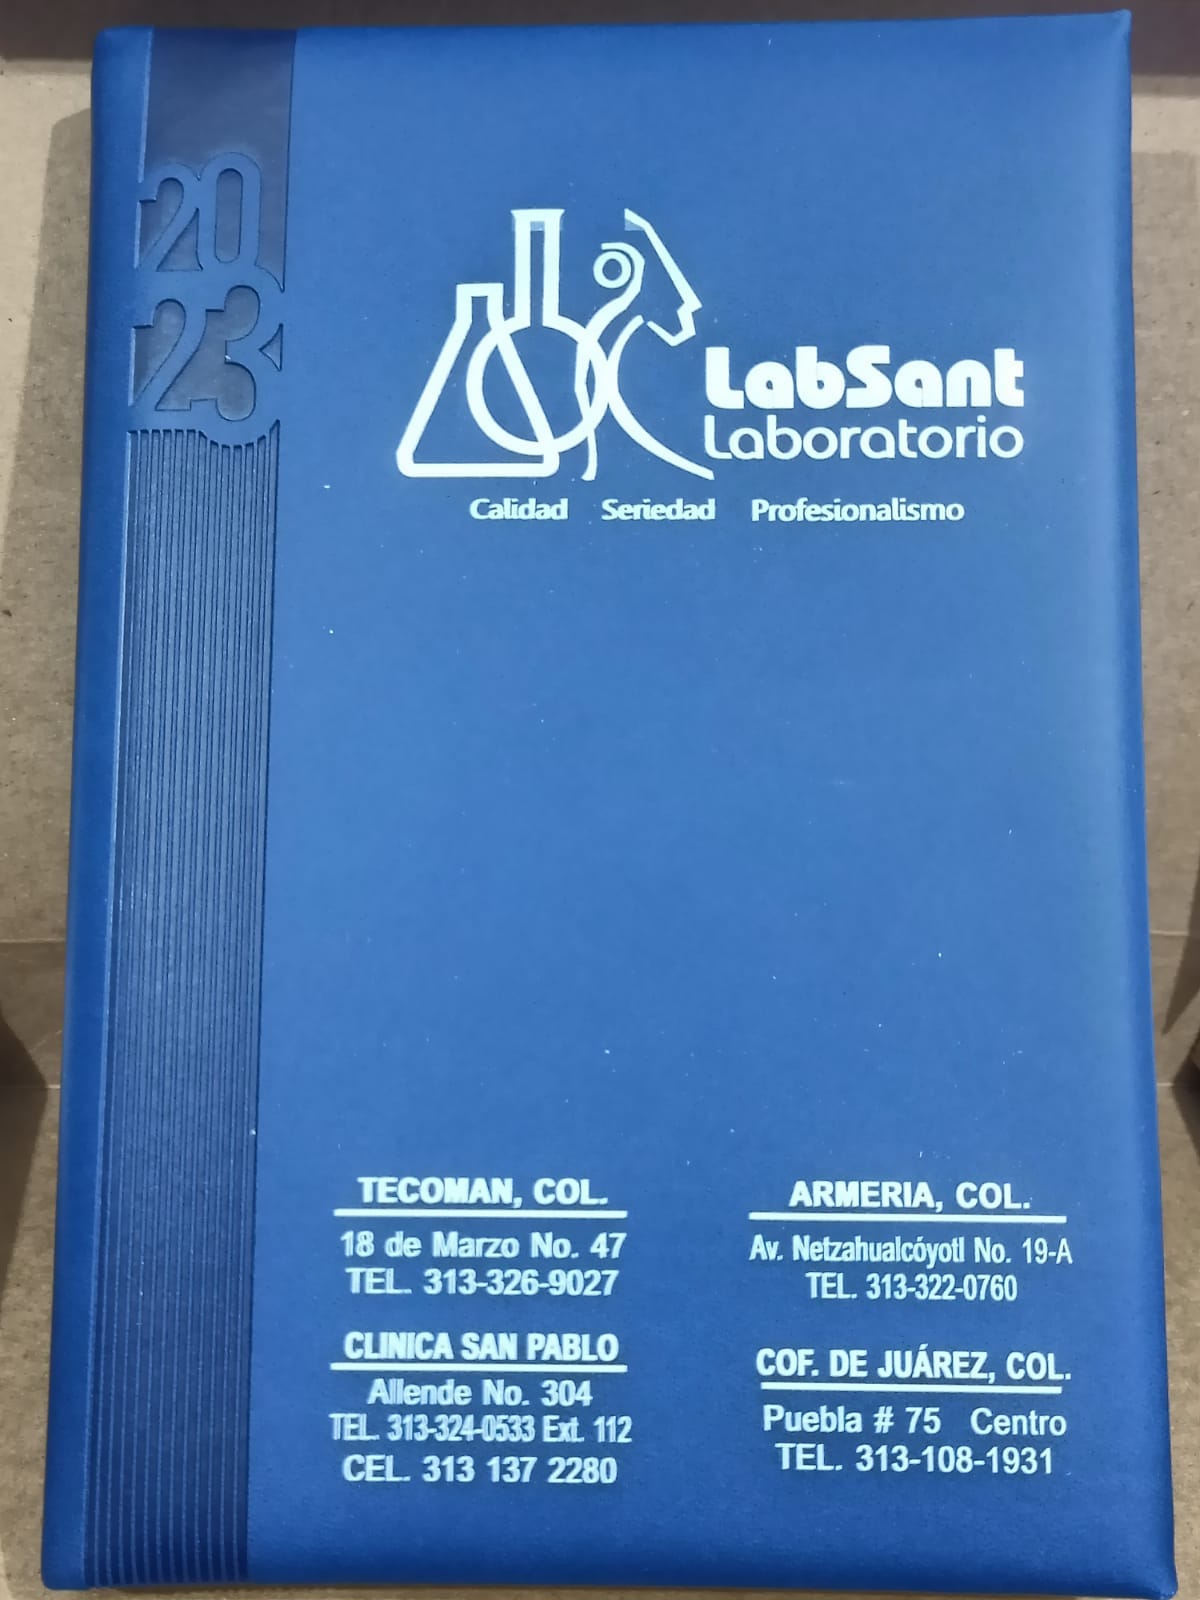 20
23
LabSant
Laboratorio
Calidad Seriedad Profesionalismo
TECOMAN, COL.
18 de Marzo No. 47
TEL. 313-326-9027
CLINICA SAN PABLO
Allende No. 304
TEL. 313-324-0533 Ext. 112
CEL. 313 137 2280
ARMERIA, COL.
Av. Netzahualcóyotl No. 19-A
TEL. 313-322-0760
COF. DE JUÁREZ, COL.
Puebla # 75 Centro
TEL. 313-108-1931